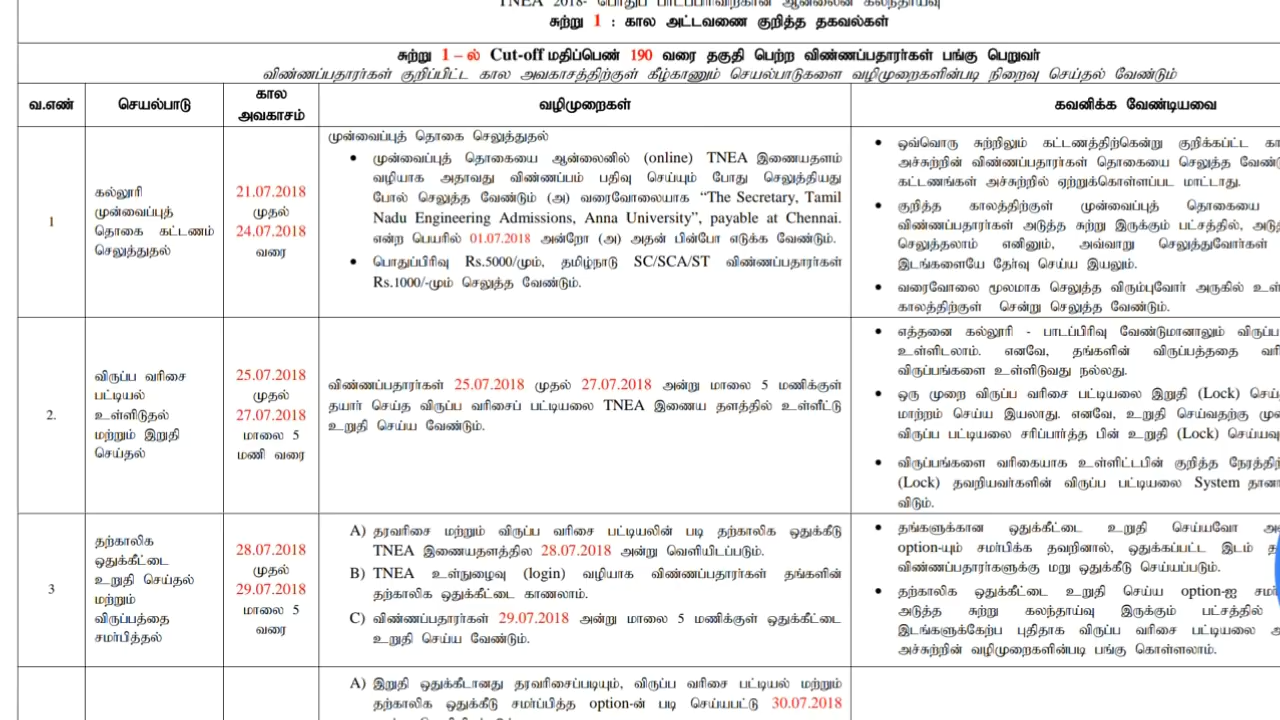 TNEA 2018- பொதுப் பாடப்பிரிவிற்கான ஆன்லைன் கலந்தாய்வு
சுற்று 1 : கால அட்டவணை குறித்த தகவல்கள்
சுற்று 1 – ல் Cut-off மதிப்பெண் 190 வரை தகுதி பெற்ற விண்ணப்பதாரர்கள் பங்கு பெறுவர்
விண்ணப்பதாரர்கள் குறிப்பிட்ட கால அவகாசத்திற்குள் கீழ்காணும் செயல்பாடுகளை வழிமுறைகளின்படி நிறைவு செய்தல் வேண்டும்
வ.எண்
செயல்பாடு
கால
அவகாசம்
வழிமுறைகள்
கவனிக்க வேண்டியவை
1
கல்லூரி
முன்வைப்புத்
தொகை கட்டணம்
செலுத்துதல்
21.07.2018
முதல்
24.07.2018
வரை
முன்வைப்புத் தொகை செலுத்துதல்
• முன்வைப்புத் தொகையை ஆன்லைனில் (online) TNEA இணையதளம்
வழியாக அதாவது விண்ணப்பம் பதிவு செய்யும் போது செலுத்தியது
போல் செலுத்த வேண்டும் (அ) வரைவோலையாக “The Secretary, Tamil
Nadu Engineering Admissions, Anna University”, payable at Chennai.
என்ற பெயரில் 01.07.2018 அன்றோ (அ) அதன் பின்போ எடுக்க வேண்டும்.
• பொதுப்பிரிவு Rs.5000/மும், தமிழ்நாடு SC/SCA/ST விண்ணப்பதாரர்கள்
Rs.1000/-மும் செலுத்த வேண்டும்.
• ஒவ்வொரு சுற்றிலும் கட்டணத்திற்கென்று குறிக்கப்பட்ட
அச்சுற்றின் விண்ணப்பதாரர்கள் தொகையை செலுத்த
கட்டணங்கள் அச்சுற்றில் ஏற்றுக்கொள்ளப்பட மாட்டாது.
• குறித்த காலத்திற்குள் முன்வைப்புத் தொகையை
விண்ணப்பதாரர்கள் அடுத்த சுற்று இருக்கும் பட்சத்தில்,
செலுத்தலாம் எனினும், அவ்வாறு செலுத்துவோர்கள்
இடங்களையே தேர்வு செய்ய இயலும்.
• வரைவோலை மூலமாக செலுத்த விரும்புவோர் அருகில்
காலத்திற்குள் சென்று செலுத்த வேண்டும்.
2.
விருப்ப வரிசை
பட்டியல்
உள்ளிடுதல்
மற்றும் இறுதி
செய்தல்
25.07.2018
முதல்
27.07.2018
மாலை 5
மணி வரை
விண்ணப்பதாரர்கள் 25.07.2018 முதல் 27.07.2018 அன்று மாலை 5 மணிக்குள்
தயார் செய்த விருப்ப வரிசைப் பட்டியலை TNEA இணைய தளத்தில் உள்ளீட்டு
உறுதி செய்ய வேண்டும்.
• எத்தனை கல்லூரி - பாடப்பிரிவு வேண்டுமானாலும்
உள்ளிடலாம். எனவே, தங்களின் விருப்பத்ததை
விருப்பங்களை உள்ளிடுவது நல்லது.
• ஒரு முறை விருப்ப வரிசை பட்டியலை இறுதி (Lock)
மாற்றம் செய்ய இயலாது. எனவே, உறுதி செய்வதற்கு
விருப்ப பட்டியலை சரிப்பார்த்த பின் உறுதி (Lock)
• விருப்பங்களை வரிகையாக உள்ளிட்டபின் குறித்த
(Lock) தவறியவர்களின் விருப்ப பட்டியலை System
விடும்.
3
தற்காலிக
ஒதுக்கீட்டை
உறுதி செய்தல்
மற்றும்
விருப்பத்தை
சமர்பித்தல்
28.07.2018
முதல்
29.07.2018
மாலை 5
வரை
A) தரவரிசை மற்றும் விருப்ப வரிசை பட்டியலின் படி தற்காலிக ஒதுக்கீடு
TNEA இணையதளத்தில 28.07.2018 அன்று வெளியிடப்படும்.
B) TNEA உள்நுழைவு (login) வழியாக விண்ணப்பதாரர்கள் தங்களின்
தற்காலிக ஒதுக்கீட்டை காணலாம்.
C) விண்ணப்பதாரர்கள் 29.07.2018 அன்று மாலை 5 மணிக்குள் ஒதுக்கீட்டை
உறுதி செய்ய வேண்டும்.
• தங்களுக்கான ஒதுக்கீட்டை உறுதி செய்யவோ
option-யும் சமர்பிக்க தவறினால், ஒதுக்கப்பட்ட இடம்
விண்ணப்பதாரர்களுக்கு மறு ஒதுக்கீடு செய்யப்படும்.
• தற்காலிக ஒதுக்கீட்டை உறுதி செய்ய option-ஐ
அடுத்த சுற்று கலந்தாய்வு இருக்கும் பட்சத்தில்
இடங்களுக்கேற்ப புதிதாக விருப்ப வரிசை பட்டியலை
அச்சுற்றின் வழிமுறைகளின்படி பங்கு கொள்ளலாம்.
A) இறுதி ஒதுக்கீடானது தரவரிசைப்படியும், விருப்ப வரிசை பட்டியல் மற்றும்
தற்காலிக ஒதுக்கீடு சமர்ப்பித்த option-ன் படி செய்யபட்டு 30.07.2018